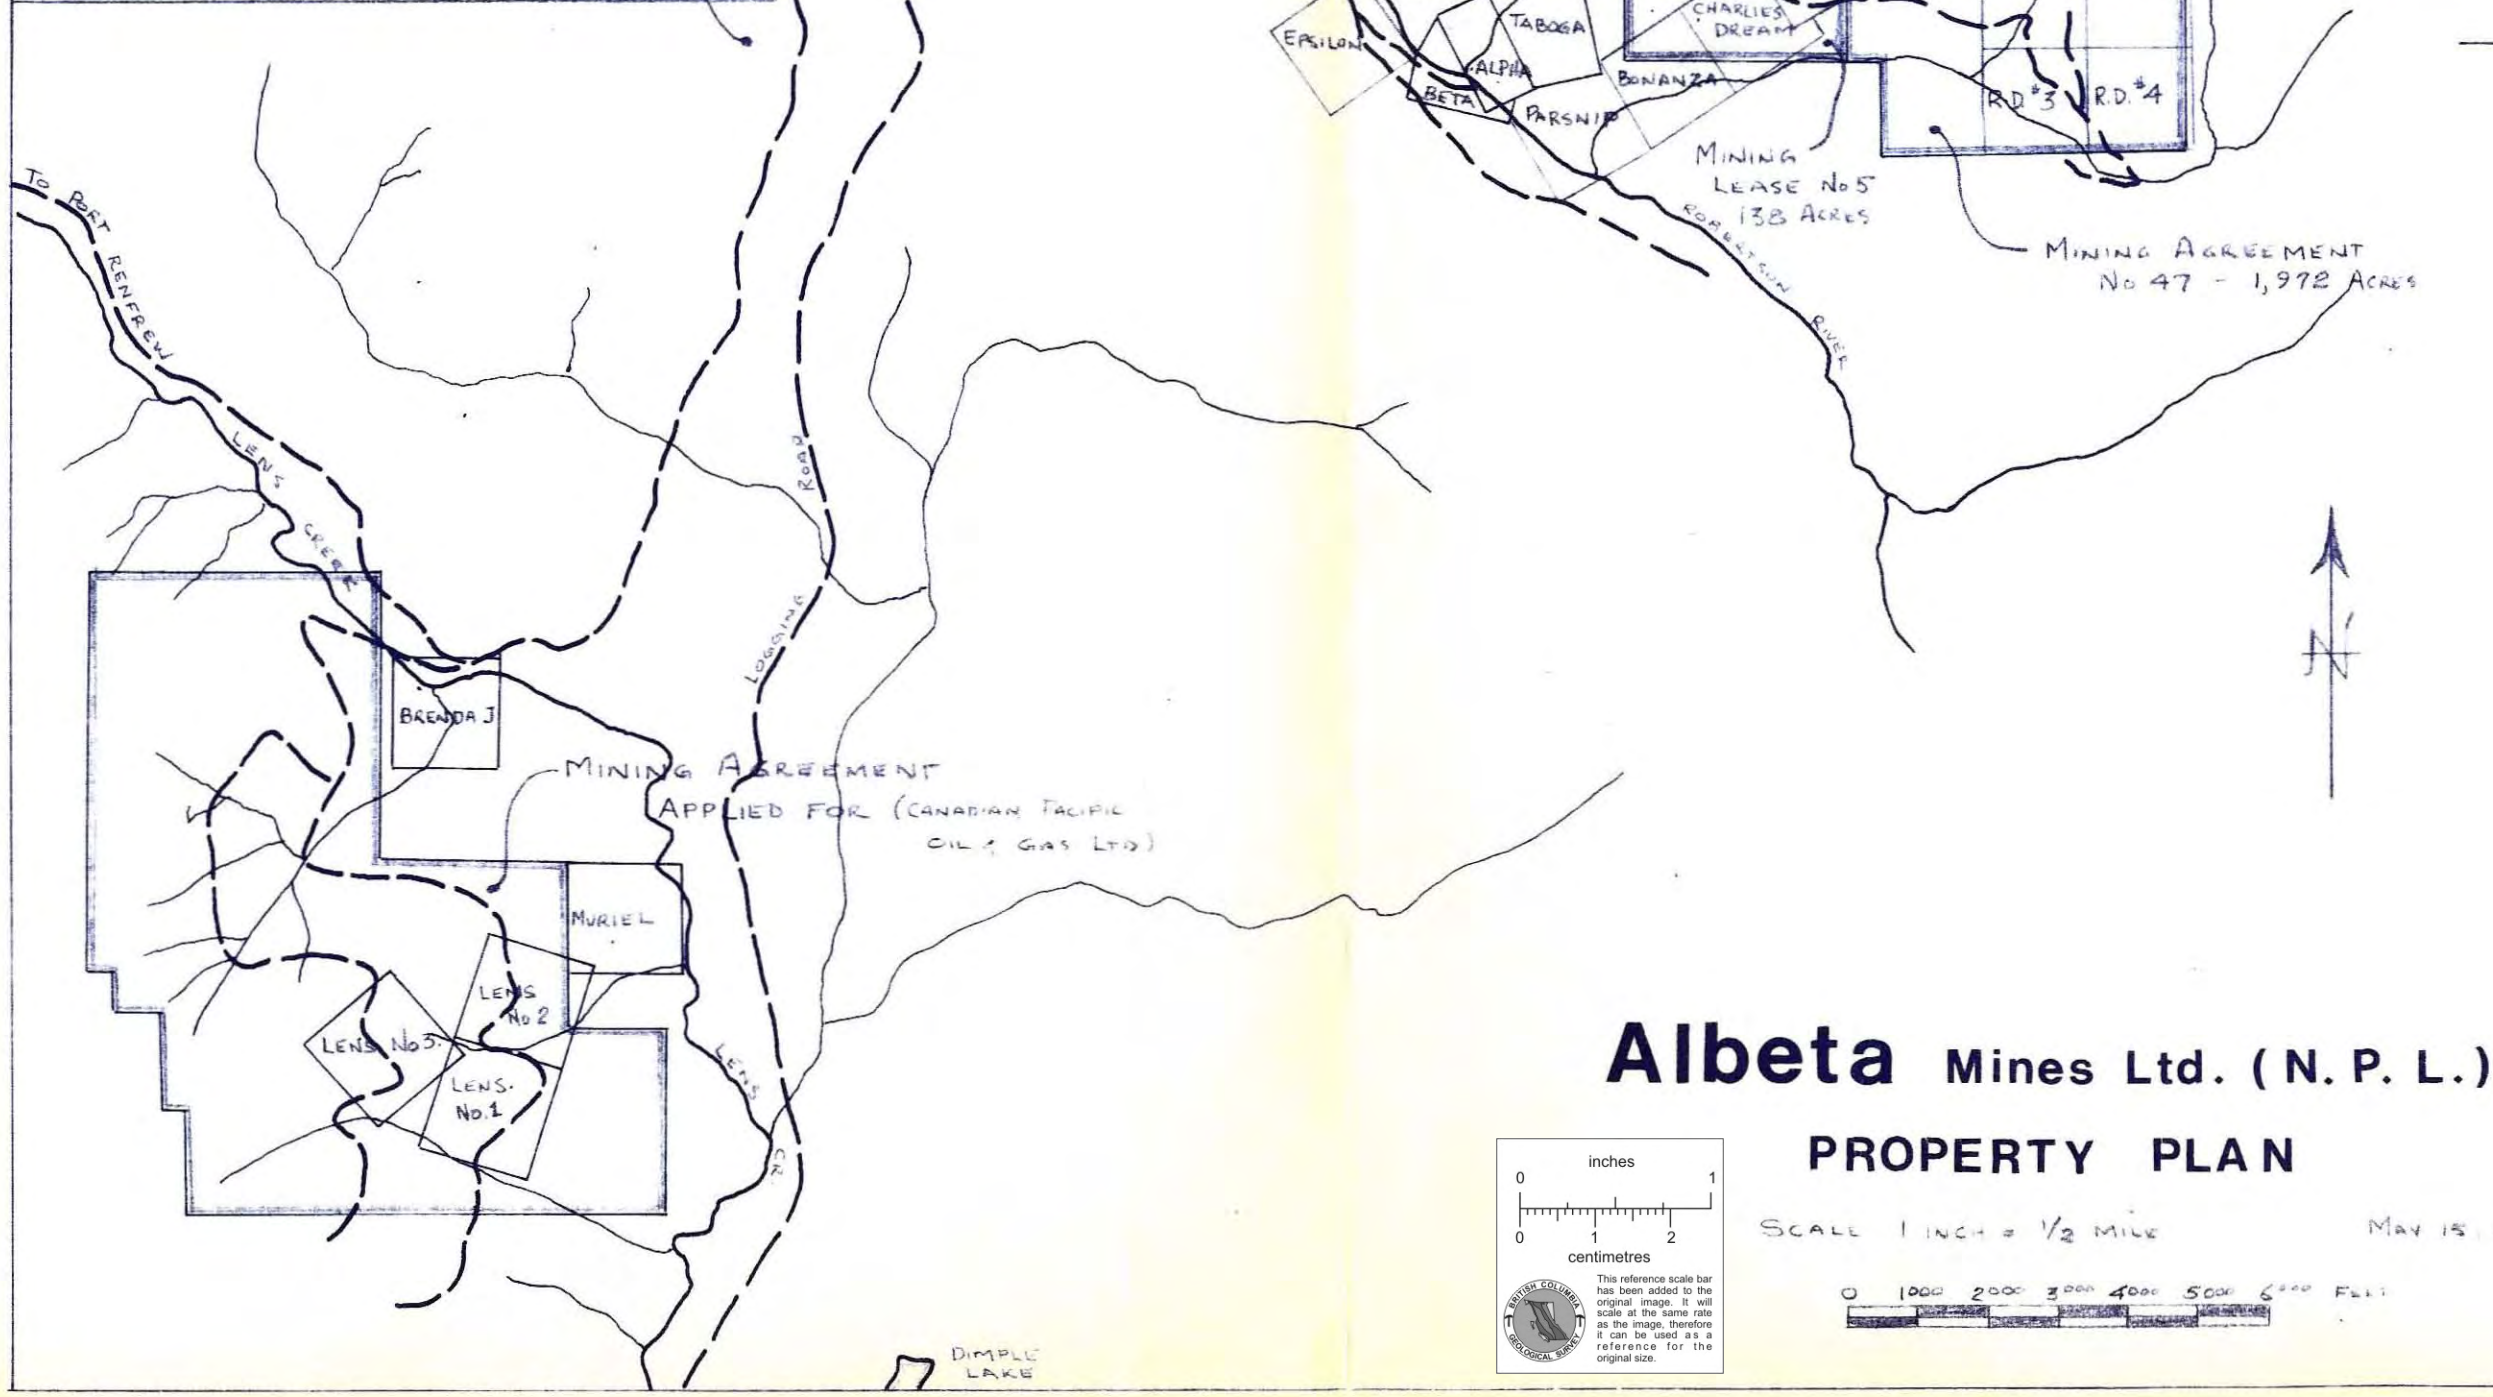 CHARLIES
DREAM
TABOGA
EPSILON
ALPHA
BETA
BONANZA
PARSNIP
R.D.#3
R.D.#4
MINING
LEASE No 5
138 ACRES
MINING AGREEMENT
No 47 - 1,972 ACRES
ROBERTSON
RIVER
TO PORT
RENFREW
LENS
CREEK
ROAD
LOGGING
BRENDA J
MINING AGREEMENT
APPLIED FOR (CANADIAN PACIFIC
OIL & GAS LTD)
MURIEL
LENS
No 2
LENS No 3.
LENS.
No.1
LENS
CR.
DIMPLE
LAKE
N
Albeta Mines Ltd. (N.P.L.)
PROPERTY PLAN
SCALE 1 INCH = 1/2 MILE
MAY 15
0 1000 2000 3000 4000 5000 6000 FEET
inches
0 1
0 1 2
centimetres
This reference scale bar
has been added to the
original image. It will
scale at the same rate
as the image, therefore
it can be used as a
reference for the
original size.
BRITISH COLUMBIA
GEOLOGICAL SURVEY